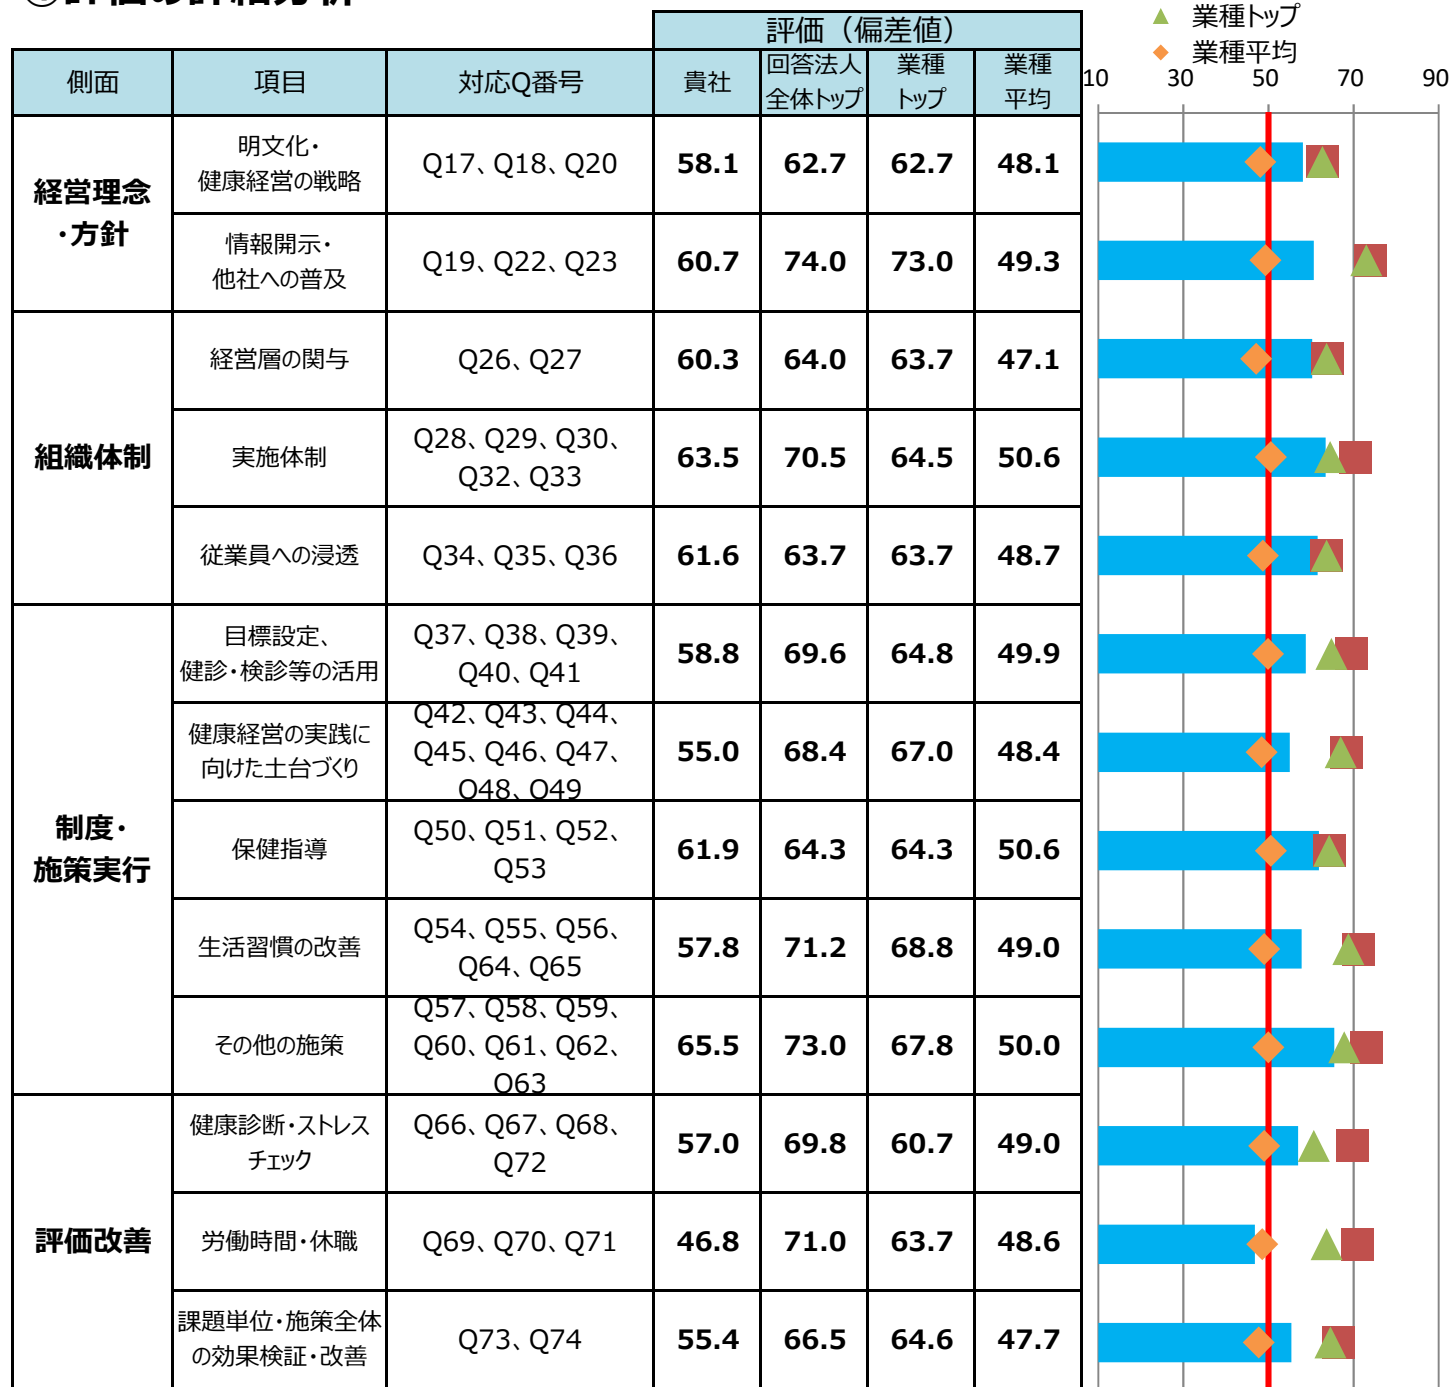 評価の詳細分析
▲ 業種トップ
◆ 業種平均
評価（偏差値）
側面 項目 対応Q番号 貴社 回答法人 業種 業種
全体トップ トップ 平均
10 30 50 70 90
経営理念
・方針
明文化・
健康経営の戦略
Q17、Q18、Q20 58.1 62.7 62.7 48.1
情報開示・
他社への普及
Q19、Q22、Q23 60.7 74.0 73.0 49.3
組織体制
経営層の関与 Q26、Q27 60.3 64.0 63.7 47.1
実施体制
Q28、Q29、Q30、
Q32、Q33
63.5 70.5 64.5 50.6
従業員への浸透 Q34、Q35、Q36 61.6 63.7 63.7 48.7
制度・
施策実行
目標設定、
健診・検診等の活用
Q37、Q38、Q39、
Q40、Q41
58.8 69.6 64.8 49.9
健康経営の実践に
向けた土台づくり
Q42、Q43、Q44、
Q45、Q46、Q47、
Q48、Q49
55.0 68.4 67.0 48.4
保健指導
Q50、Q51、Q52、
Q53
61.9 64.3 64.3 50.6
生活習慣の改善
Q54、Q55、Q56、
Q64、Q65
57.8 71.2 68.8 49.0
その他の施策
Q57、Q58、Q59、
Q60、Q61、Q62、
Q63
65.5 73.0 67.8 50.0
評価改善
健康診断・ストレス
チェック
Q66、Q67、Q68、
Q72
57.0 69.8 60.7 49.0
労働時間・休職 Q69、Q70、Q71 46.8 71.0 63.7 48.6
課題単位・施策全体
の効果検証・改善
Q73、Q74 55.4 66.5 64.6 47.7